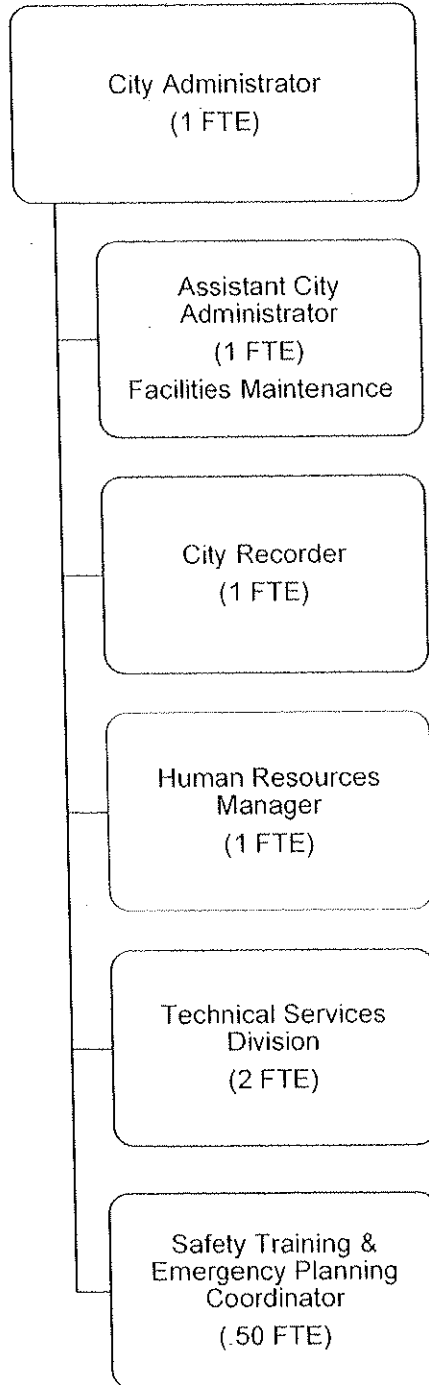 City Administrator
(1 FTE)
Assistant City
Administrator
(1 FTE)
Facilities Maintenance
City Recorder
(1 FTE)
Human Resources
Manager
(1 FTE)
Technical Services
Division
(2 FTE)
Safety Training &
Emergency Planning
Coordinator
(.50 FTE)